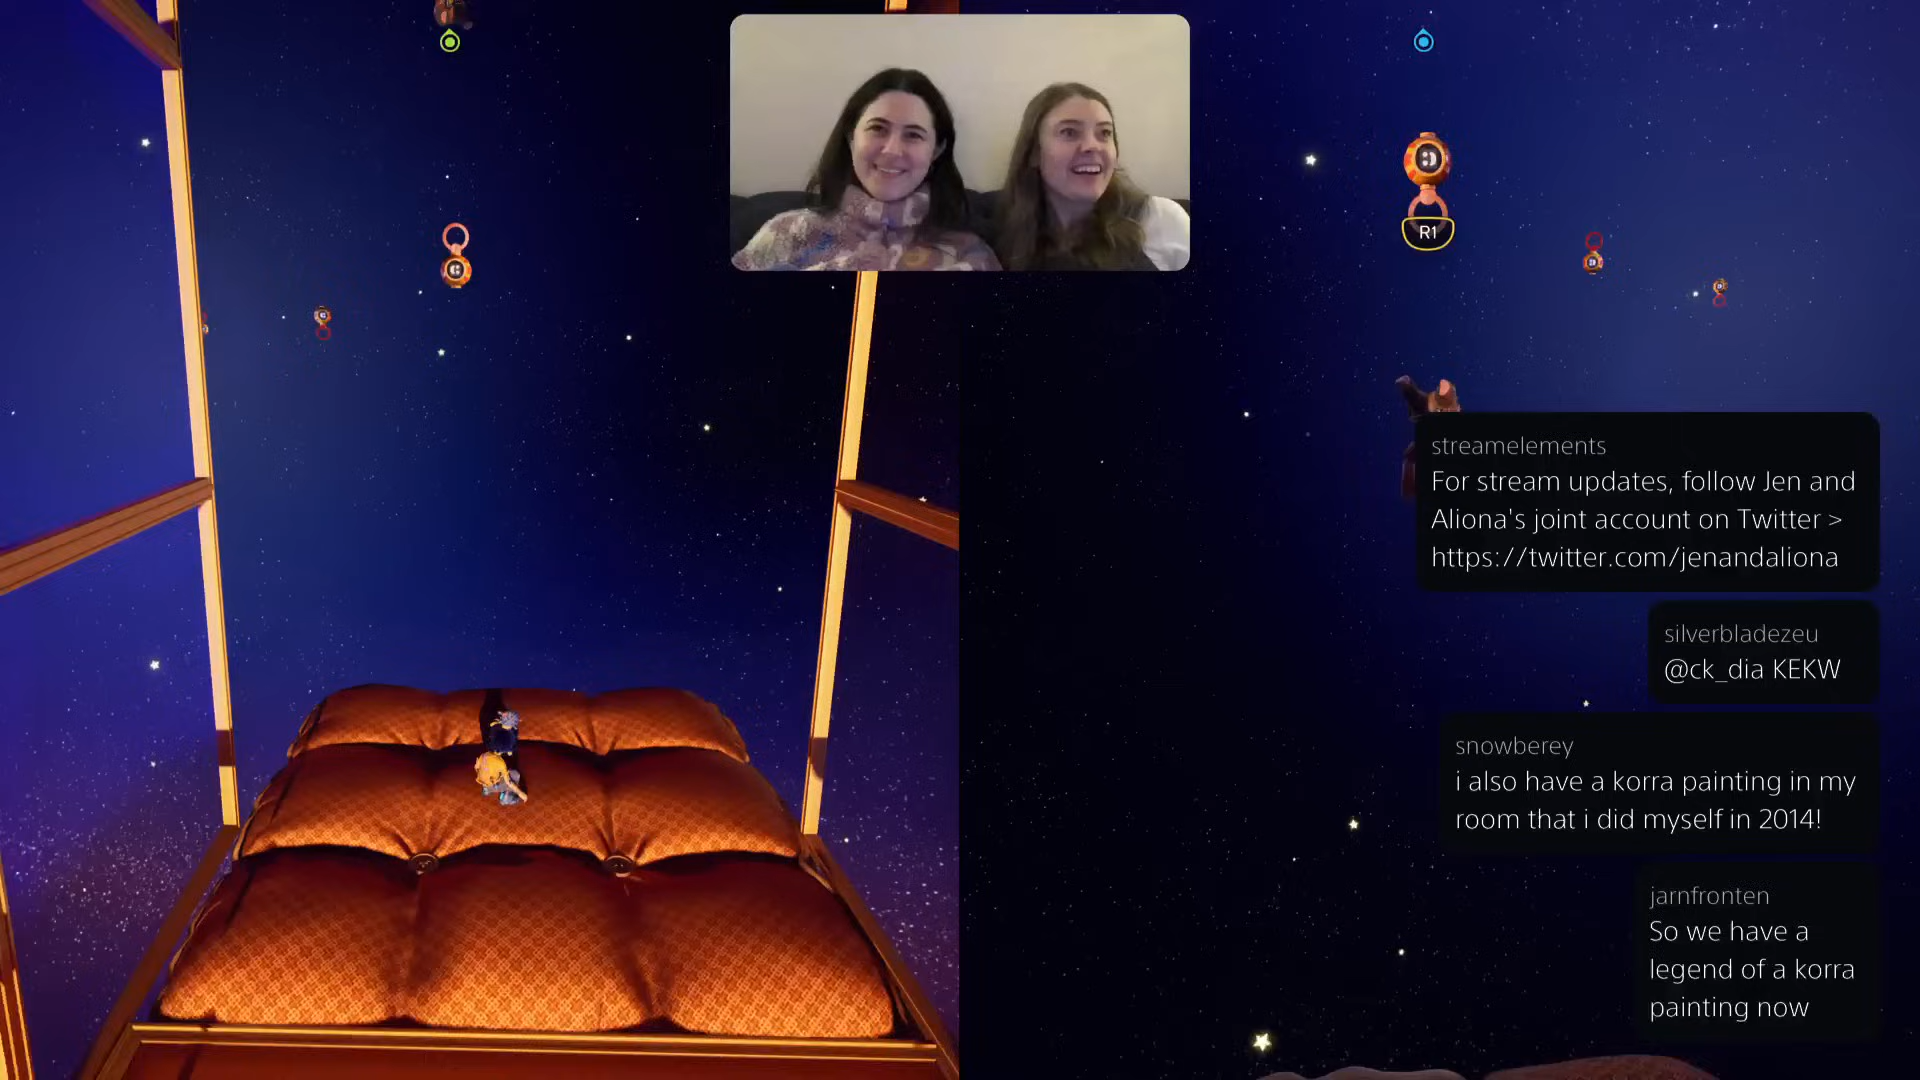 R1
streamelements
For stream updates, follow Jen and
Aliona's joint account on Twitter >
https://twitter.com/jenandaliona
silverbladezeu
@ck_dia KEKW
snowberey
i also have a korra painting in my
room that i did myself in 2014!
jarnfronten
So we have a
legend of a korra
painting now